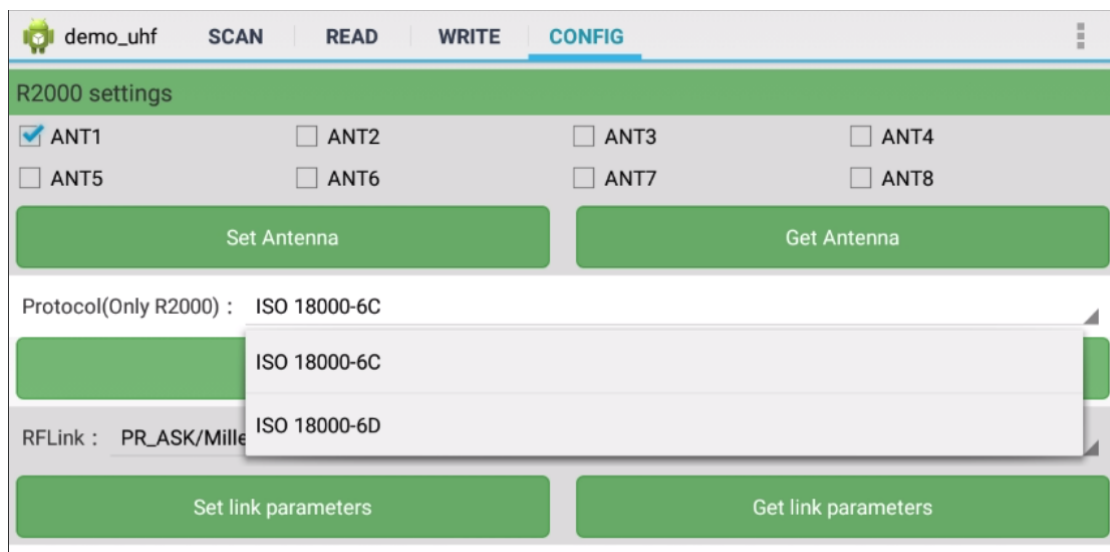 demo_uhf SCAN READ WRITE CONFIG
R2000 settings
ANT1 ANT2 ANT3 ANT4
ANT5 ANT6 ANT7 ANT8
Set Antenna Get Antenna
Protocol(Only R2000) : ISO 18000-6C
ISO 18000-6C
ISO 18000-6D
RFLink : PR_ASK/Mille
Set link parameters Get link parameters